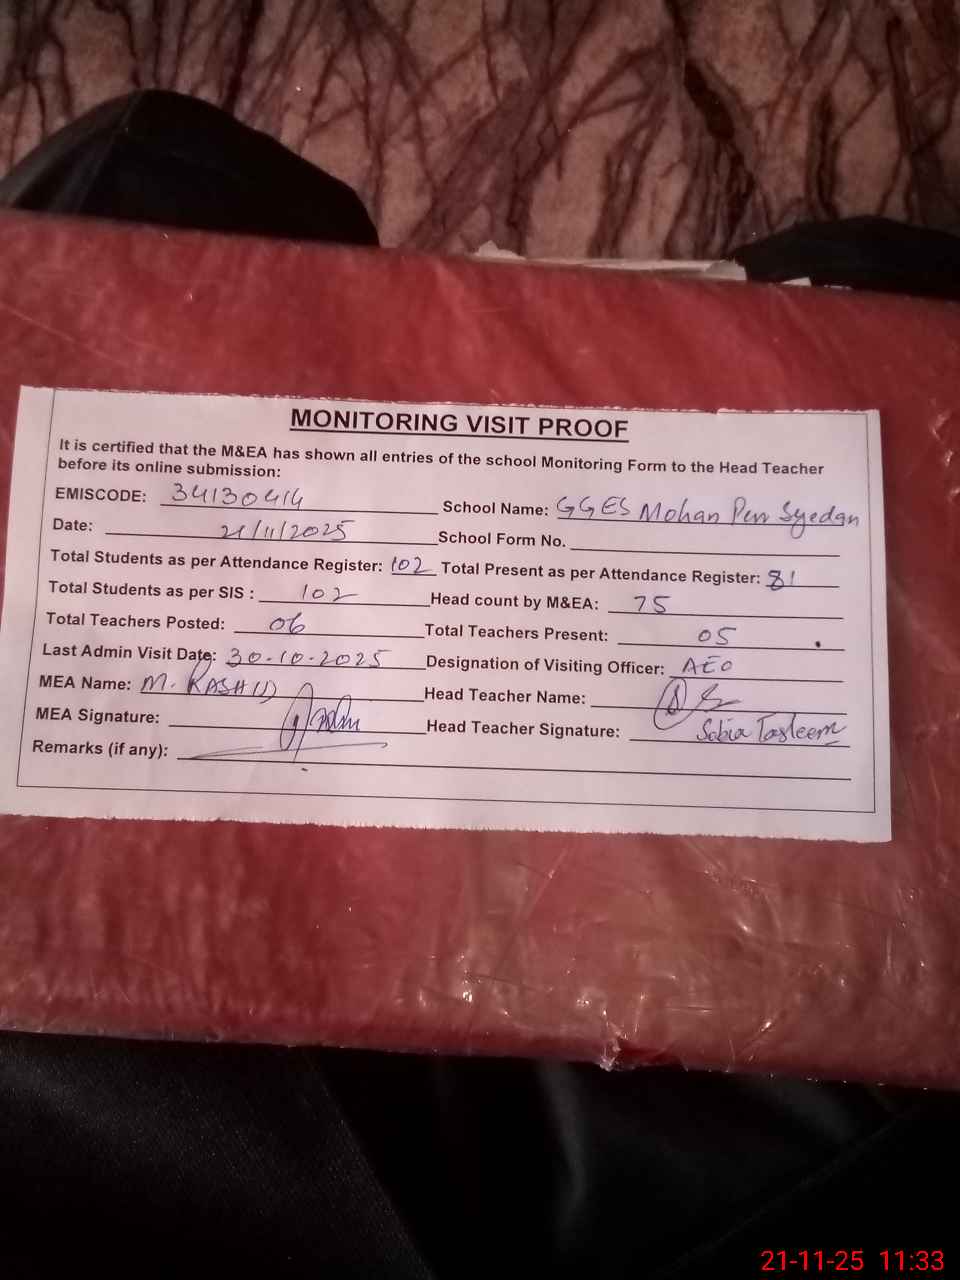 MONITORING VISIT PROOF
It is certified that the M&EA has shown all entries of the school Monitoring Form to the Head Teacher
before its online submission:
EMISCODE: 34130414 School Name: GGES Mohan Pur Syedan
Date: 21/11/2025 School Form No.
Total Students as per Attendance Register: 102 Total Present as per Attendance Register: 81
Total Students as per SIS : 102 Head count by M&EA: 75
Total Teachers Posted: 06 Total Teachers Present: 05
Last Admin Visit Date: 30-10-2025 Designation of Visiting Officer: AEO
MEA Name: M. RASHID Head Teacher Name:
MEA Signature: Head Teacher Signature: Sobia Tasleem
Remarks (if any):
21-11-25 11:33